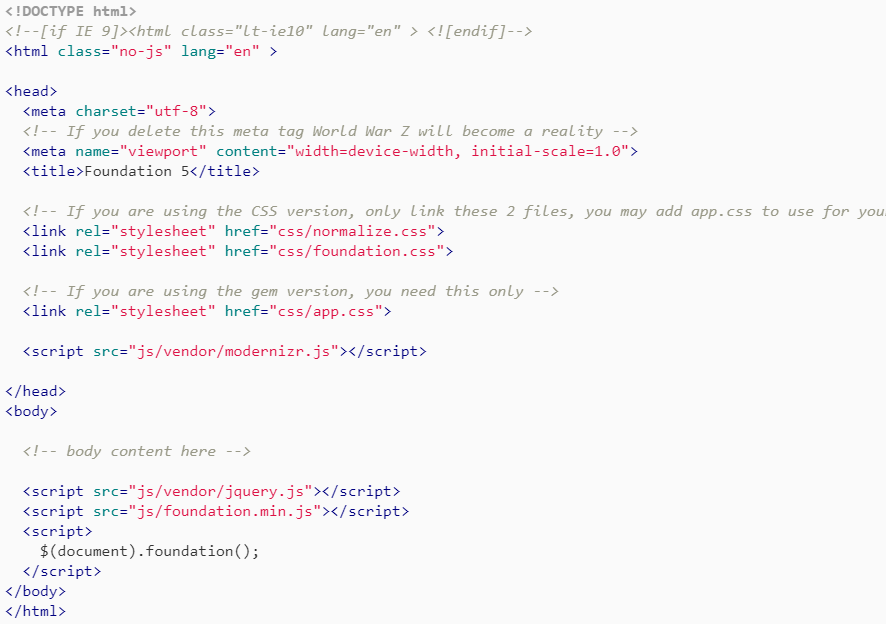 <!DOCTYPE html>
<!--[if IE 9]><html class="lt-ie10" lang="en" > <![endif]-->
<html class="no-js" lang="en" >
<head>
<meta charset="utf-8">
<!-- If you delete this meta tag World War Z will become a reality -->
<meta name="viewport" content="width=device-width, initial-scale=1.0">
<title>Foundation 5</title>
<!-- If you are using the CSS version, only link these 2 files, you may add app.css to use for
<link rel="stylesheet" href="css/normalize.css">
<link rel="stylesheet" href="css/foundation.css">
<!-- If you are using the gem version, you need this only -->
<link rel="stylesheet" href="css/app.css">
<script src="js/vendor/modernizr.js"></script>
</head>
<body>
<!-- body content here -->
<script src="js/vendor/jquery.js"></script>
<script src="js/foundation.min.js"></script>
<script>
$(document).foundation();
</script>
</body>
</html>